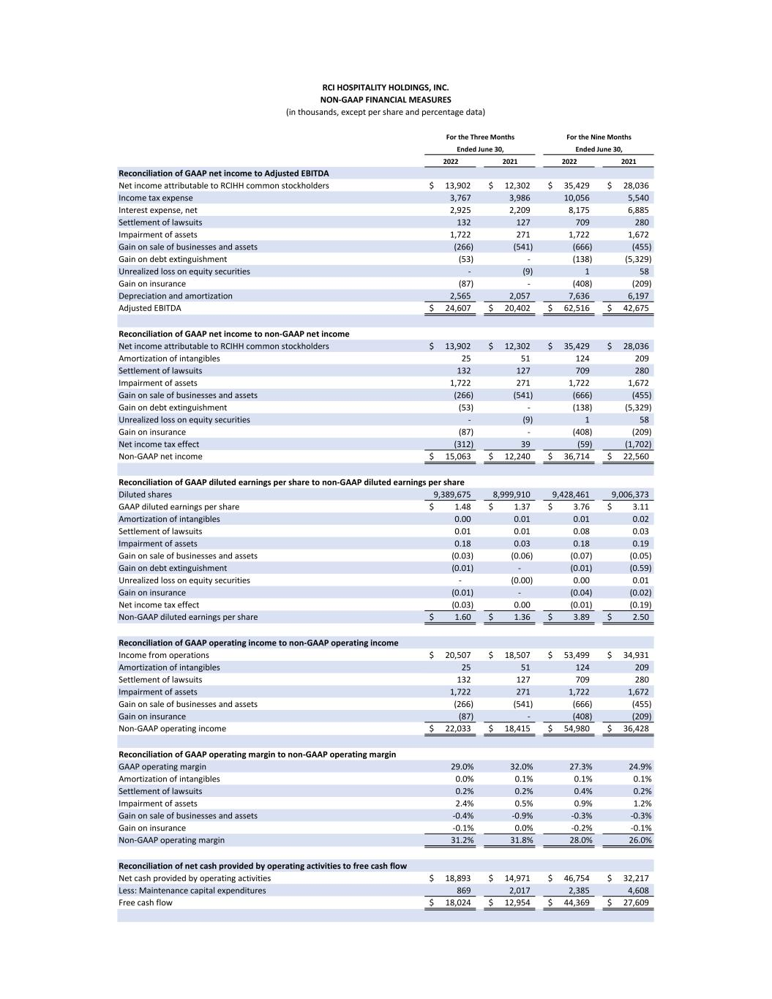 RCI HOSPITALITY HOLDINGS, INC.
NON-GAAP FINANCIAL MEASURES
(in thousands, except per share and percentage data)
For the Three Months For the Nine Months
Ended June 30, Ended June 30,
2022 2021 2022 2021
Reconciliation of GAAP net income to Adjusted EBITDA
Net income attributable to RCIHH common stockholders $ 13,902 $ 12,302 $ 35,429 $ 28,036
Income tax expense 3,767 3,986 10,056 5,540
Interest expense, net 2,925 2,209 8,175 6,885
Settlement of lawsuits 132 127 709 280
Impairment of assets 1,722 271 1,722 1,672
Gain on sale of businesses and assets (266) (541) (666) (455)
Gain on debt extinguishment (53) - (138) (5,329)
Unrealized loss on equity securities - (9) 1 58
Gain on insurance (87) - (408) (209)
Depreciation and amortization 2,565 2,057 7,636 6,197
Adjusted EBITDA $ 24,607 $ 20,402 $ 62,516 $ 42,675
Reconciliation of GAAP net income to non-GAAP net income
Net income attributable to RCIHH common stockholders $ 13,902 $ 12,302 $ 35,429 $ 28,036
Amortization of intangibles 25 51 124 209
Settlement of lawsuits 132 127 709 280
Impairment of assets 1,722 271 1,722 1,672
Gain on sale of businesses and assets (266) (541) (666) (455)
Gain on debt extinguishment (53) - (138) (5,329)
Unrealized loss on equity securities - (9) 1 58
Gain on insurance (87) - (408) (209)
Net income tax effect (312) 39 (59) (1,702)
Non-GAAP net income $ 15,063 $ 12,240 $ 36,714 $ 22,560
Reconciliation of GAAP diluted earnings per share to non-GAAP diluted earnings per share
Diluted shares 9,389,675 8,999,910 9,428,461 9,006,373
GAAP diluted earnings per share $ 1.48 $ 1.37 $ 3.76 $ 3.11
Amortization of intangibles 0.00 0.01 0.01 0.02
Settlement of lawsuits 0.01 0.01 0.08 0.03
Impairment of assets 0.18 0.03 0.18 0.19
Gain on sale of businesses and assets (0.03) (0.06) (0.07) (0.05)
Gain on debt extinguishment (0.01) - (0.01) (0.59)
Unrealized loss on equity securities - (0.00) 0.00 0.01
Gain on insurance (0.01) - (0.04) (0.02)
Net income tax effect (0.03) 0.00 (0.01) (0.19)
Non-GAAP diluted earnings per share $ 1.60 $ 1.36 $ 3.89 $ 2.50
Reconciliation of GAAP operating income to non-GAAP operating income
Income from operations $ 20,507 $ 18,507 $ 53,499 $ 34,931
Amortization of intangibles 25 51 124 209
Settlement of lawsuits 132 127 709 280
Impairment of assets 1,722 271 1,722 1,672
Gain on sale of businesses and assets (266) (541) (666) (455)
Gain on insurance (87) - (408) (209)
Non-GAAP operating income $ 22,033 $ 18,415 $ 54,980 $ 36,428
Reconciliation of GAAP operating margin to non-GAAP operating margin
GAAP operating margin 29.0% 32.0% 27.3% 24.9%
Amortization of intangibles 0.0% 0.1% 0.1% 0.1%
Settlement of lawsuits 0.2% 0.2% 0.4% 0.2%
Impairment of assets 2.4% 0.5% 0.9% 1.2%
Gain on sale of businesses and assets -0.4% -0.9% -0.3% -0.3%
Gain on insurance -0.1% 0.0% -0.2% -0.1%
Non-GAAP operating margin 31.2% 31.8% 28.0% 26.0%
Reconciliation of net cash provided by operating activities to free cash flow
Net cash provided by operating activities $ 18,893 $ 14,971 $ 46,754 $ 32,217
Less: Maintenance capital expenditures 869 2,017 2,385 4,608
Free cash flow $ 18,024 $ 12,954 $ 44,369 $ 27,609